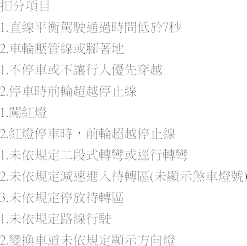 扣分項目
1.直線平衡駕駛通過時間低於7秒
2.車輪壓管線或腳著地
1.不停車或不讓行人優先穿越
2.停車時前輪超越停止線
1.闖紅燈
2.紅燈停車時，前輪超越停止線
1.未依規定二段式轉彎或逕行轉彎
2.未依規定減速進入待轉區(未顯示煞車燈號)
3.未依規定停放待轉區
1.未依規定路線行駛
2.變換車道未依規定顯示方向燈